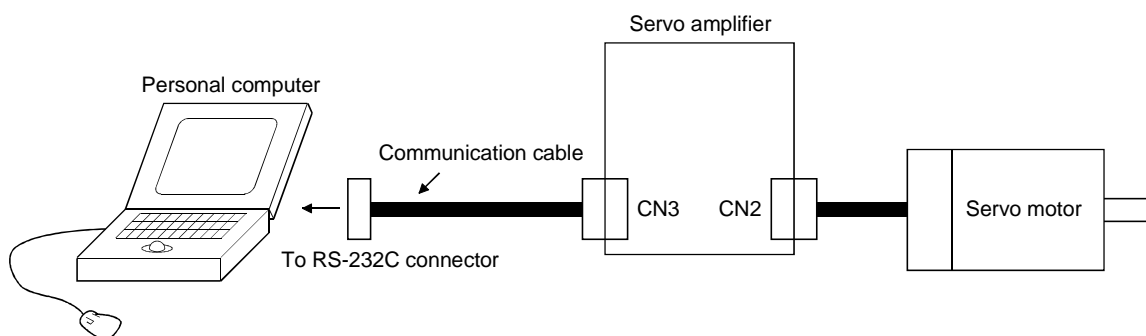 Servo amplifier
Personal computer
Communication cable
CN3
CN2
Servo motor
To RS-232C connector